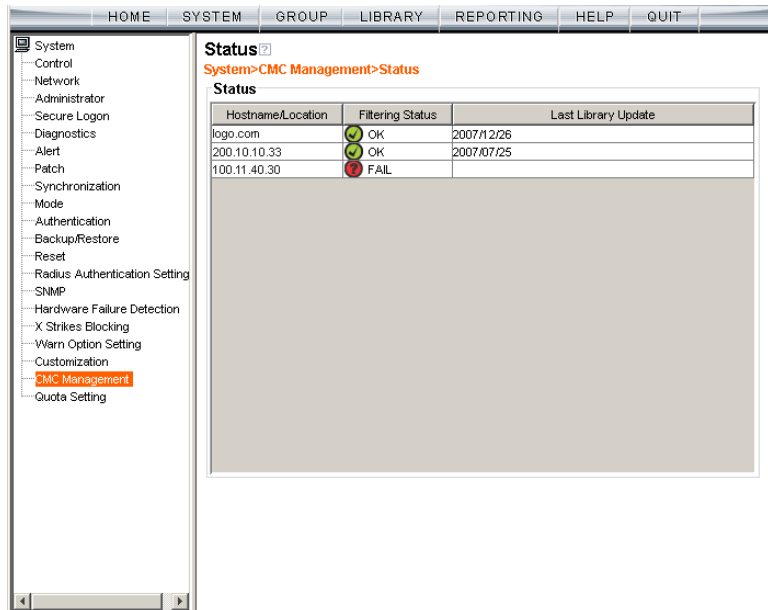 HOME SYSTEM GROUP LIBRARY REPORTING HELP QUIT
System
Control
Network
Administrator
Secure Logon
Diagnostics
Alert
Patch
Synchronization
Mode
Authentication
Backup/Restore
Reset
Radius Authentication Setting
SNMP
Hardware Failure Detection
X Strikes Blocking
Warn Option Setting
Customization
CMC Management
Quota Setting
Status ?
System>CMC Management>Status
Status
Hostname/Location Filtering Status Last Library Update
logo.com OK 2007/12/26
200.10.10.33 OK 2007/07/25
100.11.40.30 ? FAIL